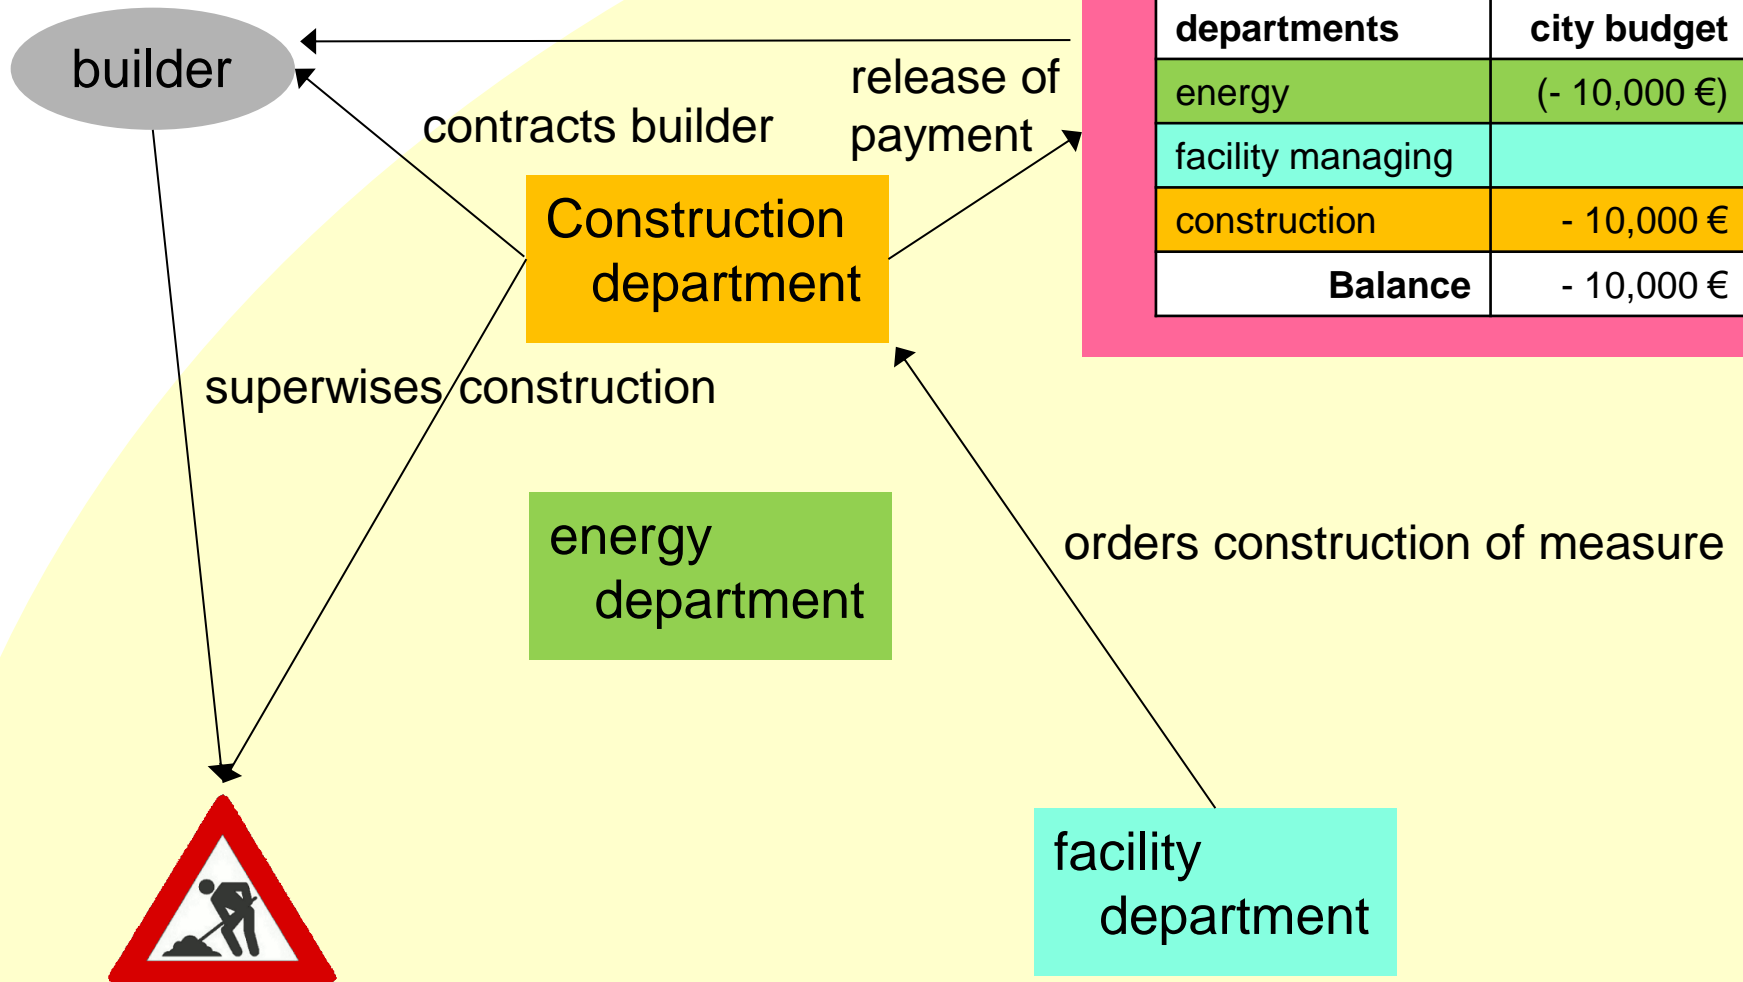 builder
departments city budget
energy (- 10,000 €)
facility managing
construction - 10,000 €
Balance - 10,000 €
release of
payment
contracts builder
Construction
department
superwises construction
energy
department
orders construction of measure
facility
department